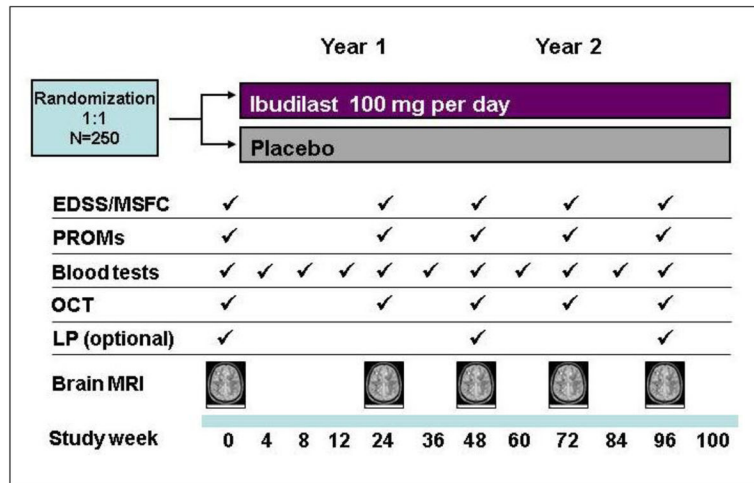 Year 1 Year 2
Randomization
1:1
N=250
Ibudilast 100 mg per day
Placebo
EDSS/MSFC ✓ ✓ ✓ ✓ ✓
PROMs ✓ ✓ ✓ ✓ ✓
Blood tests ✓ ✓ ✓ ✓ ✓ ✓ ✓ ✓ ✓ ✓ ✓
OCT ✓ ✓ ✓ ✓ ✓
LP (optional) ✓ ✓ ✓
Brain MRI
Study week 0 4 8 12 24 36 48 60 72 84 96 100